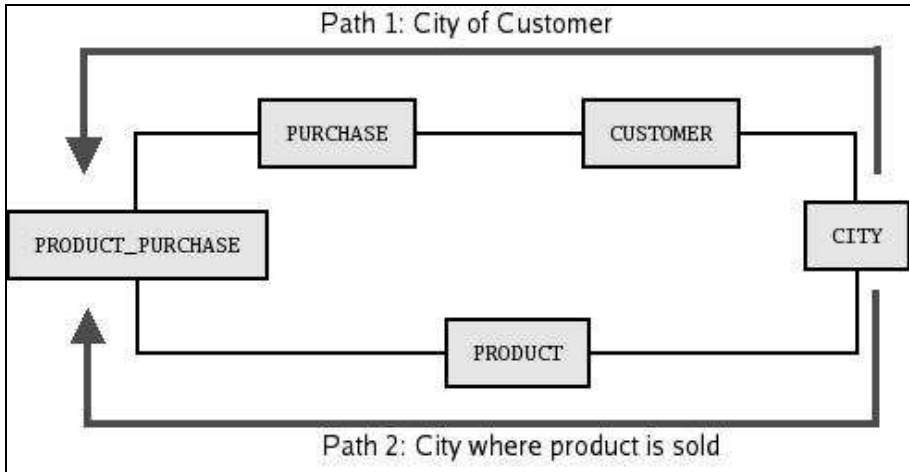 Path 1: City of Customer
PURCHASE
CUSTOMER
PRODUCT_PURCHASE
CITY
PRODUCT
Path 2: City where product is sold